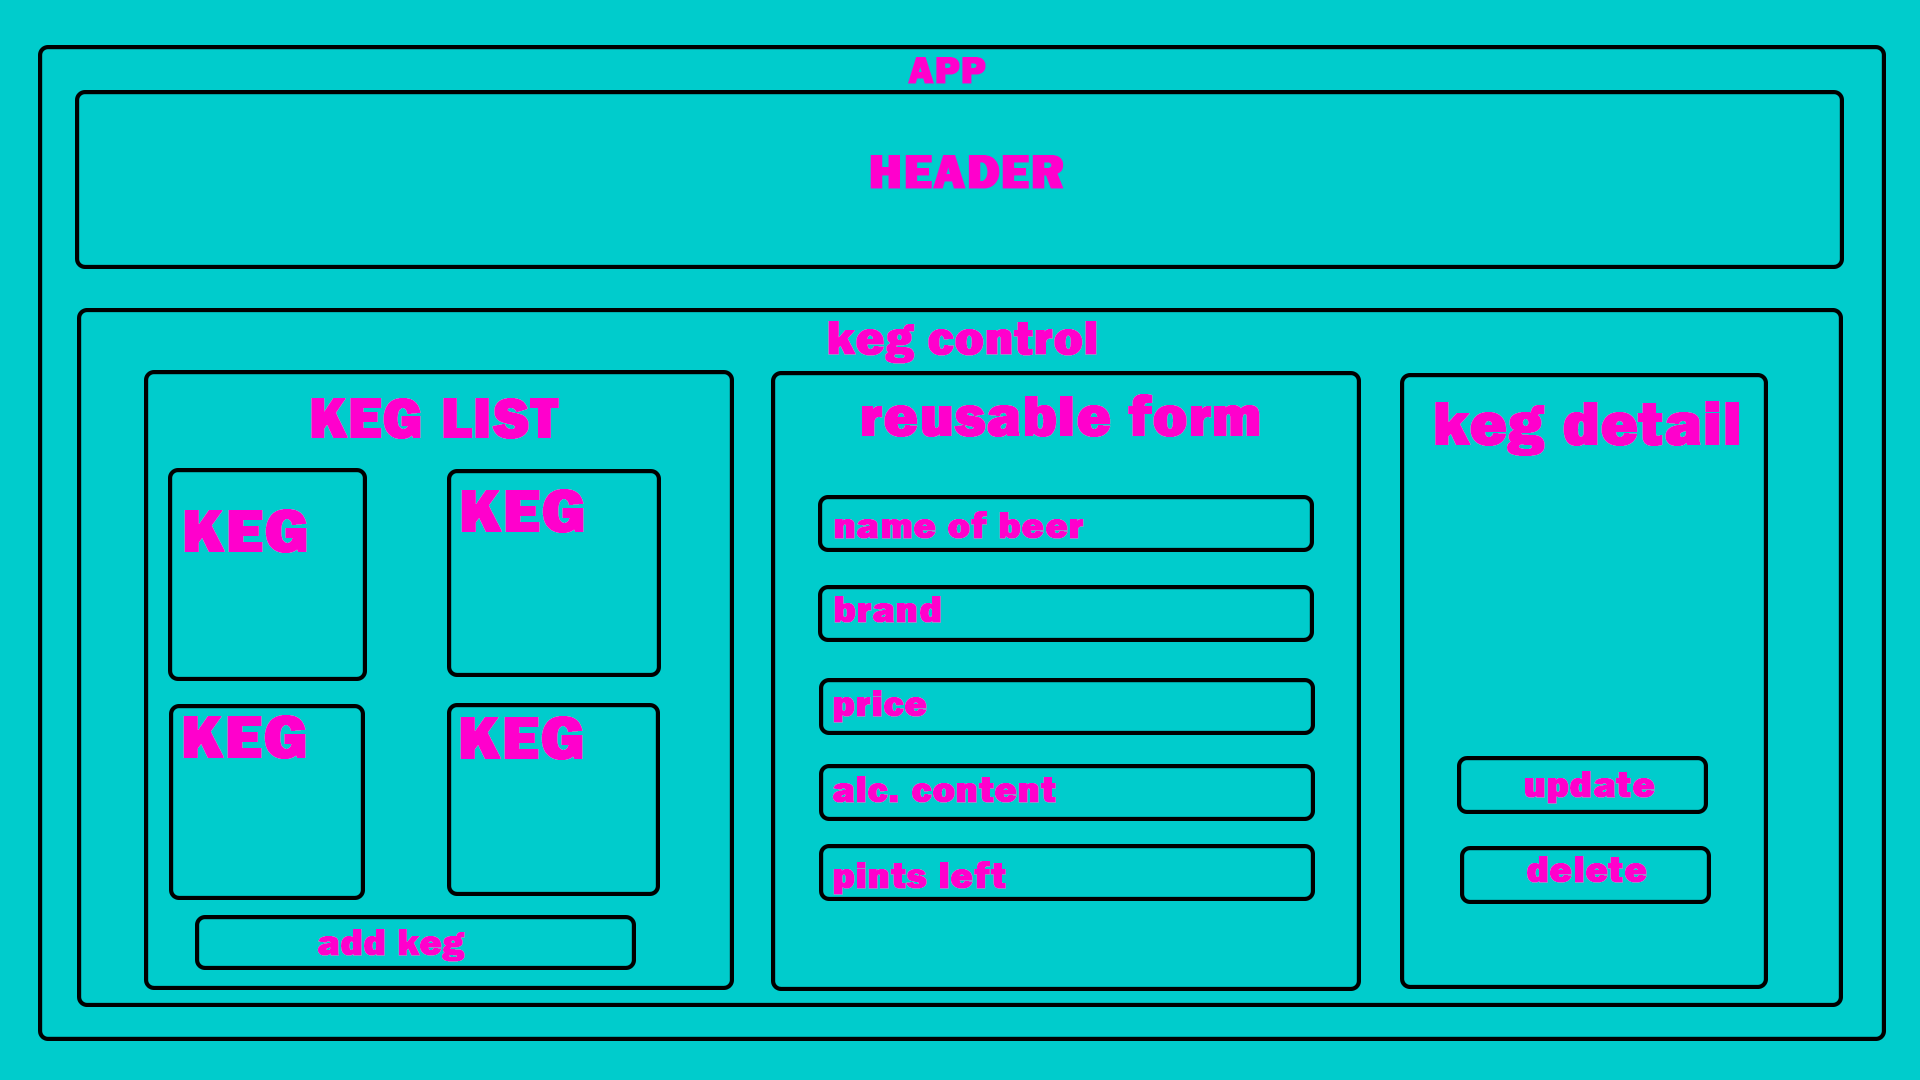 APP
HEADER
keg control
KEG LIST
KEG
KEG
KEG
KEG
add keg
reusable form
name of beer
brand
price
alc. content
pints left
keg detail
update
delete